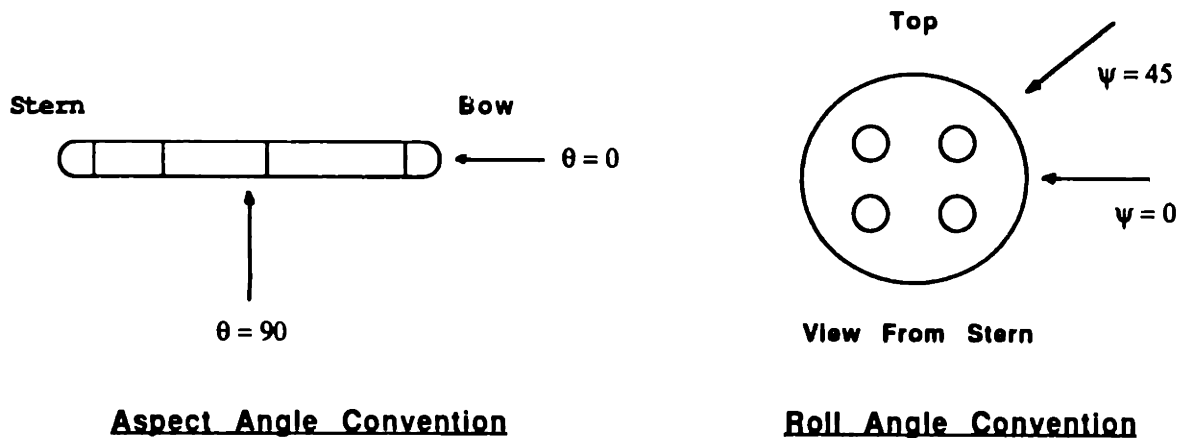 Top
ψ = 45
Stern
Bow
θ = 0
ψ = 0
θ = 90
View From Stern
Aspect Angle Convention
Roll Angle Convention